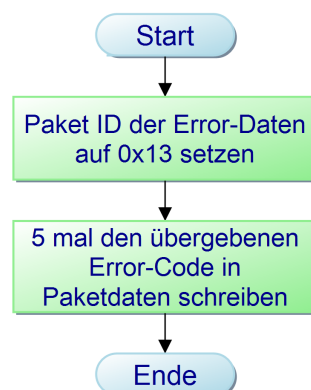 Start
Paket ID der Error-Daten
auf 0x13 setzen
5 mal den übergebenen
Error-Code in
Paketdaten schreiben
Ende